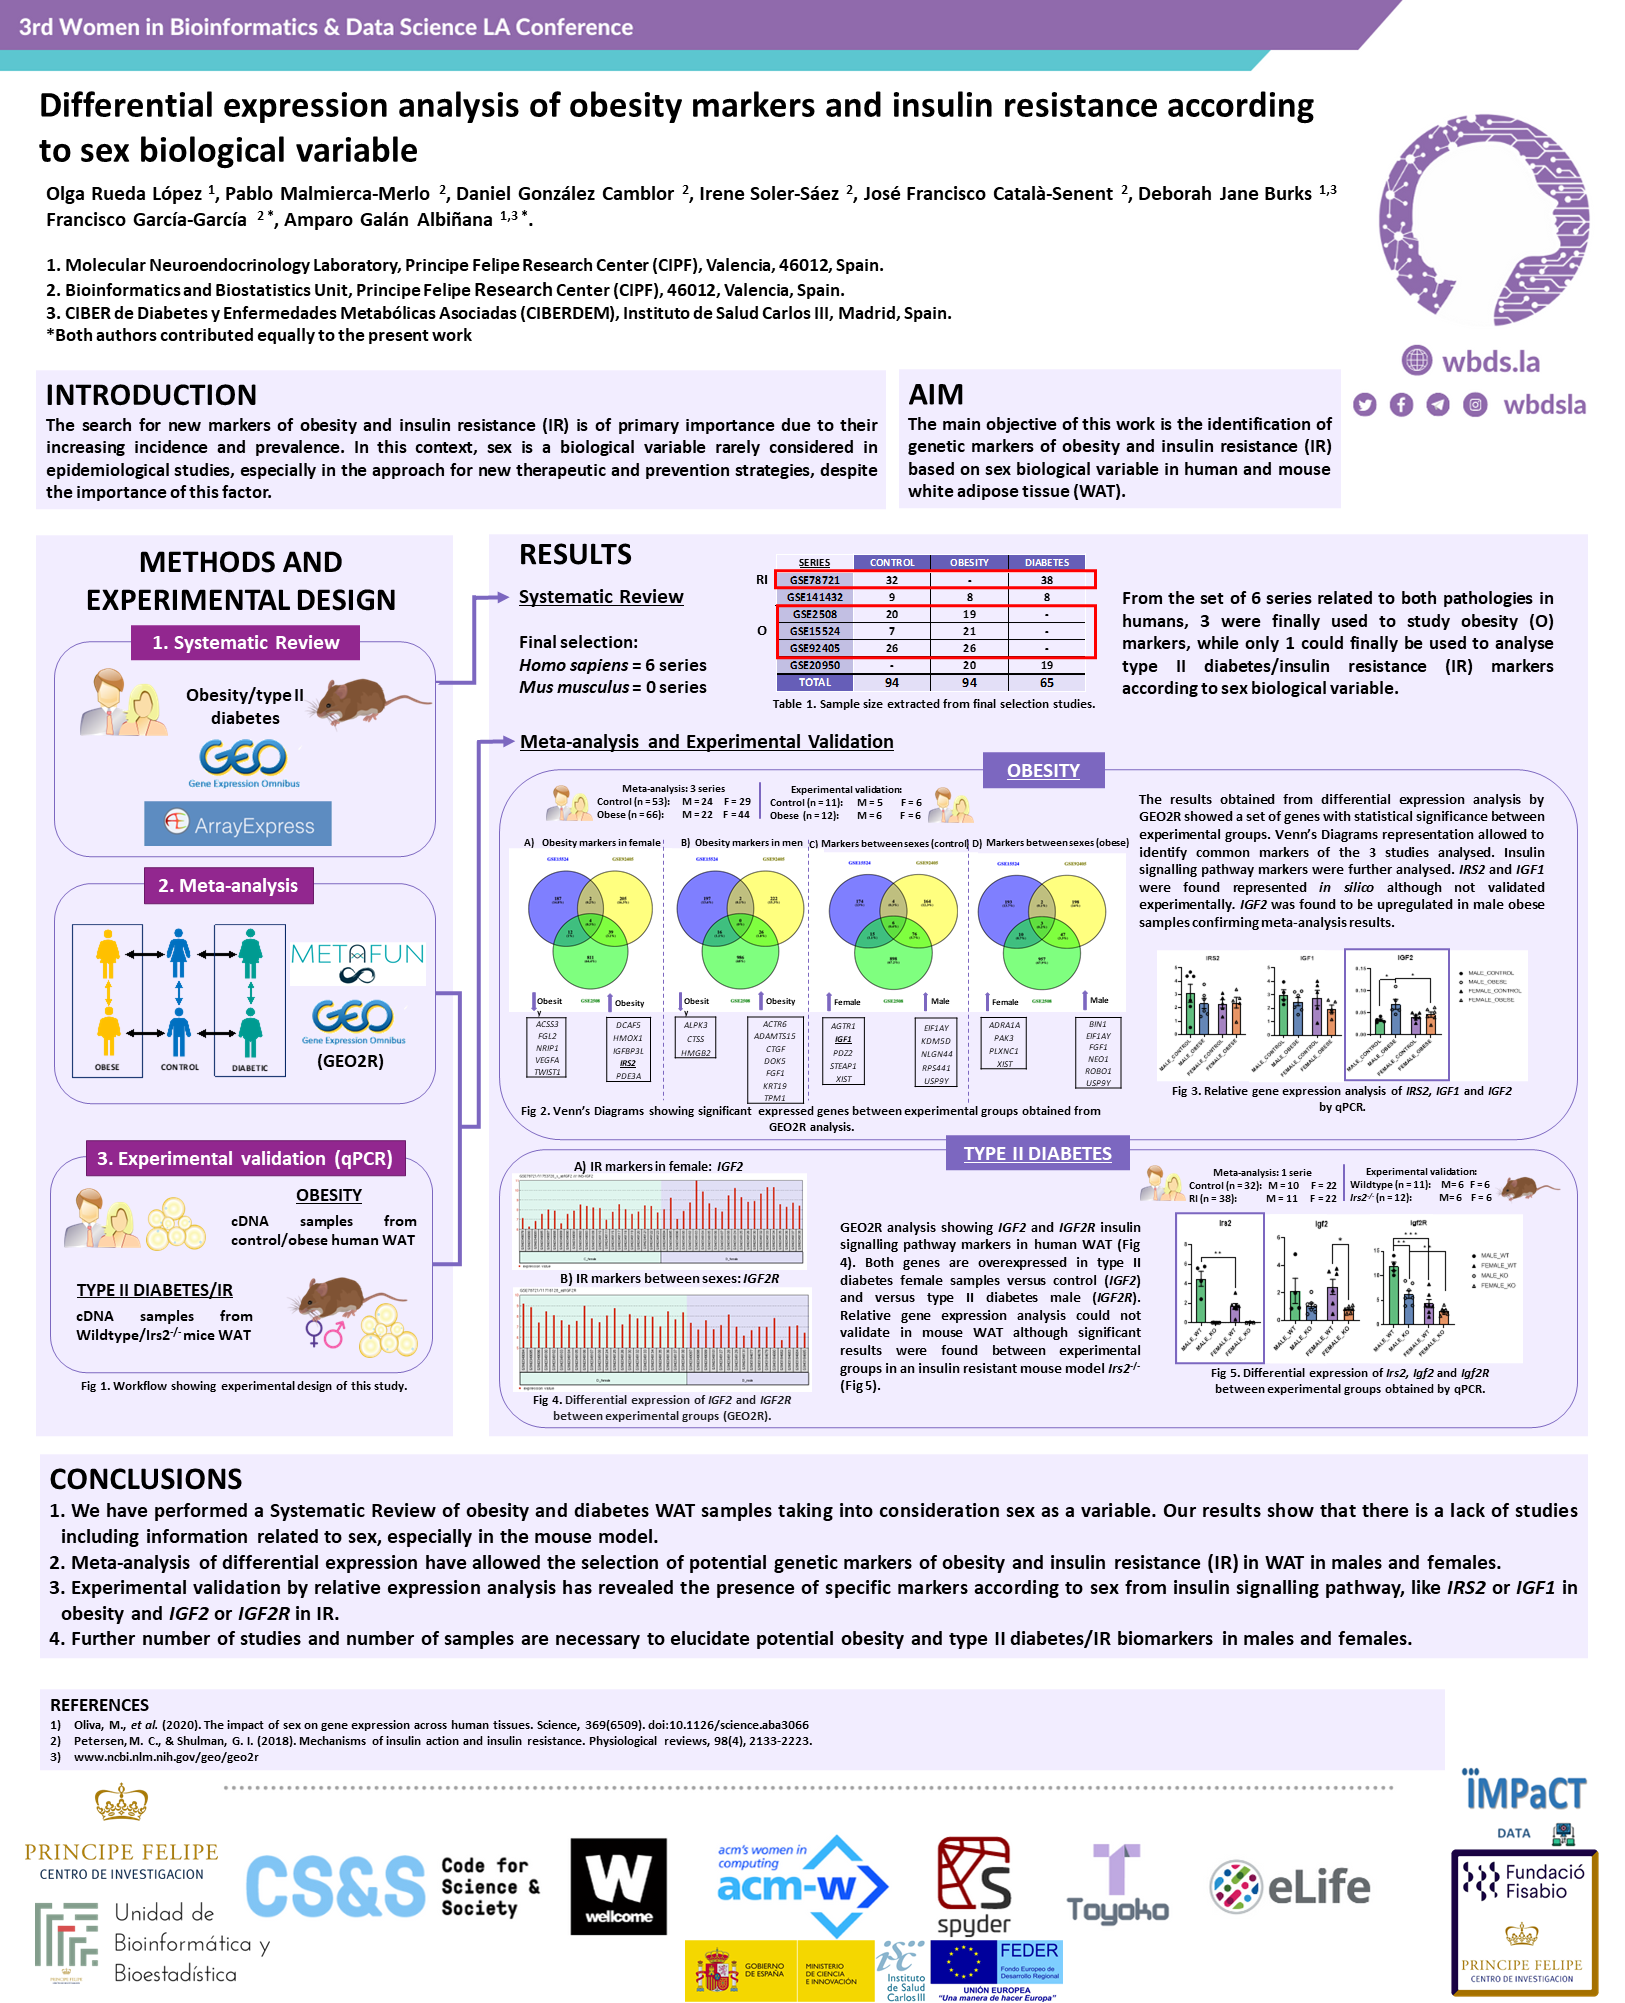 3rd Women in Bioinformatics & Data Science LA Conference
Differential expression analysis of obesity markers and insulin resistance according
to sex biological variable
Olga Rueda López 1, Pablo Malmierca-Merlo 2, Daniel González Camblor 2, Irene Soler-Sáez 2, José Francisco Català-Senent 2, Deborah Jane Burks 1,3
Francisco García-García 2 *, Amparo Galán Albiñana 1,3 *.
1. Molecular Neuroendocrinology Laboratory, Principe Felipe Research Center (CIPF), Valencia, 46012, Spain.
2. Bioinformatics and Biostatistics Unit, Principe Felipe Research Center (CIPF), 46012, Valencia, Spain.
3. CIBER de Diabetes y Enfermedades Metabólicas Asociadas (CIBERDEM), Instituto de Salud Carlos III, Madrid, Spain.
*Both authors contributed equally to the present work
wbds.la
wbdsla
INTRODUCTION
The search for new markers of obesity and insulin resistance (IR) is of primary importance due to their
increasing incidence and prevalence. In this context, sex is a biological variable rarely considered in
epidemiological studies, especially in the approach for new therapeutic and prevention strategies, despite
the importance of this factor.
AIM
The main objective of this work is the identification of
genetic markers of obesity and insulin resistance (IR)
based on sex biological variable in human and mouse
white adipose tissue (WAT).
METHODS AND
EXPERIMENTAL DESIGN
1. Systematic Review
Obesity/type II
diabetes
GEO
Gene Expression Omnibus
ArrayExpress
2. Meta-analysis
OBESE
CONTROL
DIABETIC
METAFUN
GEO
Gene Expression Omnibus
(GEO2R)
3. Experimental validation (qPCR)
OBESITY
cDNA samples from
control/obese human WAT
TYPE II DIABETES/IR
cDNA samples from
Wildtype/Irs2-/- mice WAT
Fig 1. Workflow showing experimental design of this study.
RESULTS
Systematic Review
Final selection:
Homo sapiens = 6 series
Mus musculus = 0 series
SERIES CONTROL OBESITY DIABETES
RI GSE78721 32 - 38
GSE141432 9 8 8
GSE2508 20 19 -
O GSE15524 7 21 -
GSE92405 26 26 -
GSE20950 - 20 19
TOTAL 94 94 65
Table 1. Sample size extracted from final selection studies.
From the set of 6 series related to both pathologies in
humans, 3 were finally used to study obesity (O)
markers, while only 1 could finally be used to analyse
type II diabetes/insulin resistance (IR) markers
according to sex biological variable.
Meta-analysis and Experimental Validation
OBESITY
Meta-analysis: 3 series
Control (n = 53): M = 24 F = 29
Obese (n = 66): M = 22 F = 44
Experimental validation:
Control (n = 11): M = 5 F = 6
Obese (n = 12): M = 6 F = 6
A) Obesity markers in female
B) Obesity markers in men
C) Markers between sexes (control)
D) Markers between sexes (obese)
GSE15524 GSE92405 GSE15524 GSE92405 GSE15524 GSE92405 GSE15524 GSE92405
GSE2508 GSE2508 GSE2508 GSE2508
Obesit
y
Obesity
Obesit
y
Obesity
Female
Male
Female
Male
ACSS3
FGL2
NRIP1
VEGFA
TWIST1
DCAF5
HMOX1
IGFBP3L
IRS2
PDE3A
ALPK3
CTSS
HMGB2
ACTR6
ADAMTS15
CTGF
DOK5
FGF1
KRT19
TPM1
AGTR1
IGF1
PDZ2
STEAP1
XIST
EIF1AY
KDM5D
NLGN44
RPS441
USP9Y
ADRA1A
PAK3
PLXNC1
XIST
BIN1
EIF1AY
FGF1
NEO1
ROBO1
USP9Y
Fig 2. Venn's Diagrams showing significant expressed genes between experimental groups obtained from
GEO2R analysis.
The results obtained from differential expression analysis by
GEO2R showed a set of genes with statistical significance between
experimental groups. Venn's Diagrams representation allowed to
identify common markers of the 3 studies analysed. Insulin
signalling pathway markers were further analysed. IRS2 and IGF1
were found represented in silico although not validated
experimentally. IGF2 was found to be upregulated in male obese
samples confirming meta-analysis results.
IRS2
IGF1
IGF2
MALE_CONTROL
MALE_OBESE
FEMALE_CONTROL
FEMALE_OBESE
Fig 3. Relative gene expression analysis of IRS2, IGF1 and IGF2
by qPCR.
TYPE II DIABETES
A) IR markers in female: IGF2
B) IR markers between sexes: IGF2R
Fig 4. Differential expression of IGF2 and IGF2R
between experimental groups (GEO2R).
GEO2R analysis showing IGF2 and IGF2R insulin
signalling pathway markers in human WAT (Fig
4). Both genes are overexpressed in type II
diabetes female samples versus control (IGF2)
and versus type II diabetes male (IGF2R).
Relative gene expression analysis could not
validate in mouse WAT although significant
results were found between experimental
groups in an insulin resistant mouse model Irs2-/-
(Fig 5).
Meta-analysis: 1 serie
Control (n = 32): M = 10 F = 22
RI (n = 38): M = 11 F = 22
Experimental validation:
Wildtype (n = 11): M= 6 F = 6
Irs2-/- (n = 12): M= 6 F = 6
Irs2
Igf2
Igf2R
MALE_WT
FEMALE_WT
MALE_KO
FEMALE_KO
Fig 5. Differential expression of Irs2, Igf2 and Igf2R
between experimental groups obtained by qPCR.
CONCLUSIONS
1. We have performed a Systematic Review of obesity and diabetes WAT samples taking into consideration sex as a variable. Our results show that there is a lack of studies
including information related to sex, especially in the mouse model.
2. Meta-analysis of differential expression have allowed the selection of potential genetic markers of obesity and insulin resistance (IR) in WAT in males and females.
3. Experimental validation by relative expression analysis has revealed the presence of specific markers according to sex from insulin signalling pathway, like IRS2 or IGF1 in
obesity and IGF2 or IGF2R in IR.
4. Further number of studies and number of samples are necessary to elucidate potential obesity and type II diabetes/IR biomarkers in males and females.
REFERENCES
1) Oliva, M., et al. (2020). The impact of sex on gene expression across human tissues. Science, 369(6509). doi:10.1126/science.aba3066
2) Petersen, M. C., & Shulman, G. I. (2018). Mechanisms of insulin action and insulin resistance. Physiological reviews, 98(4), 2133-2223.
3) www.ncbi.nlm.nih.gov/geo/geo2r
PRINCIPE FELIPE
CENTRO DE INVESTIGACION
Unidad de
Bioinformática y
Bioestadística
CS&S
Code for
Science &
Society
W
wellcome
acm's women in
computing
acm-w
spyder
Toyoko
eLife
GOBIERNO
DE ESPAÑA
MINISTERIO
DE CIENCIA
E INNOVACIÓN
isc
Instituto
de Salud
Carlos III
FEDER
Fondo Europeo de
Desarrollo Regional
UNIÓN EUROPEA
"Una manera de hacer Europa"
IMPaCT
DATA
Fundació
Fisabio
PRINCIPE FELIPE
CENTRO DE INVESTIGACION